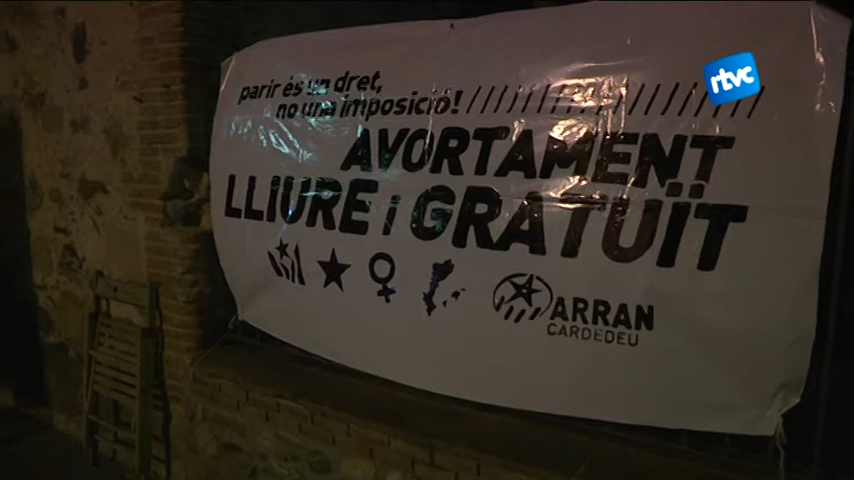 rtvc
parir és un dret,
no una imposició!
AVORTAMENT
LLIURE i GRATUÏT
ARRAN
CARDEDEU